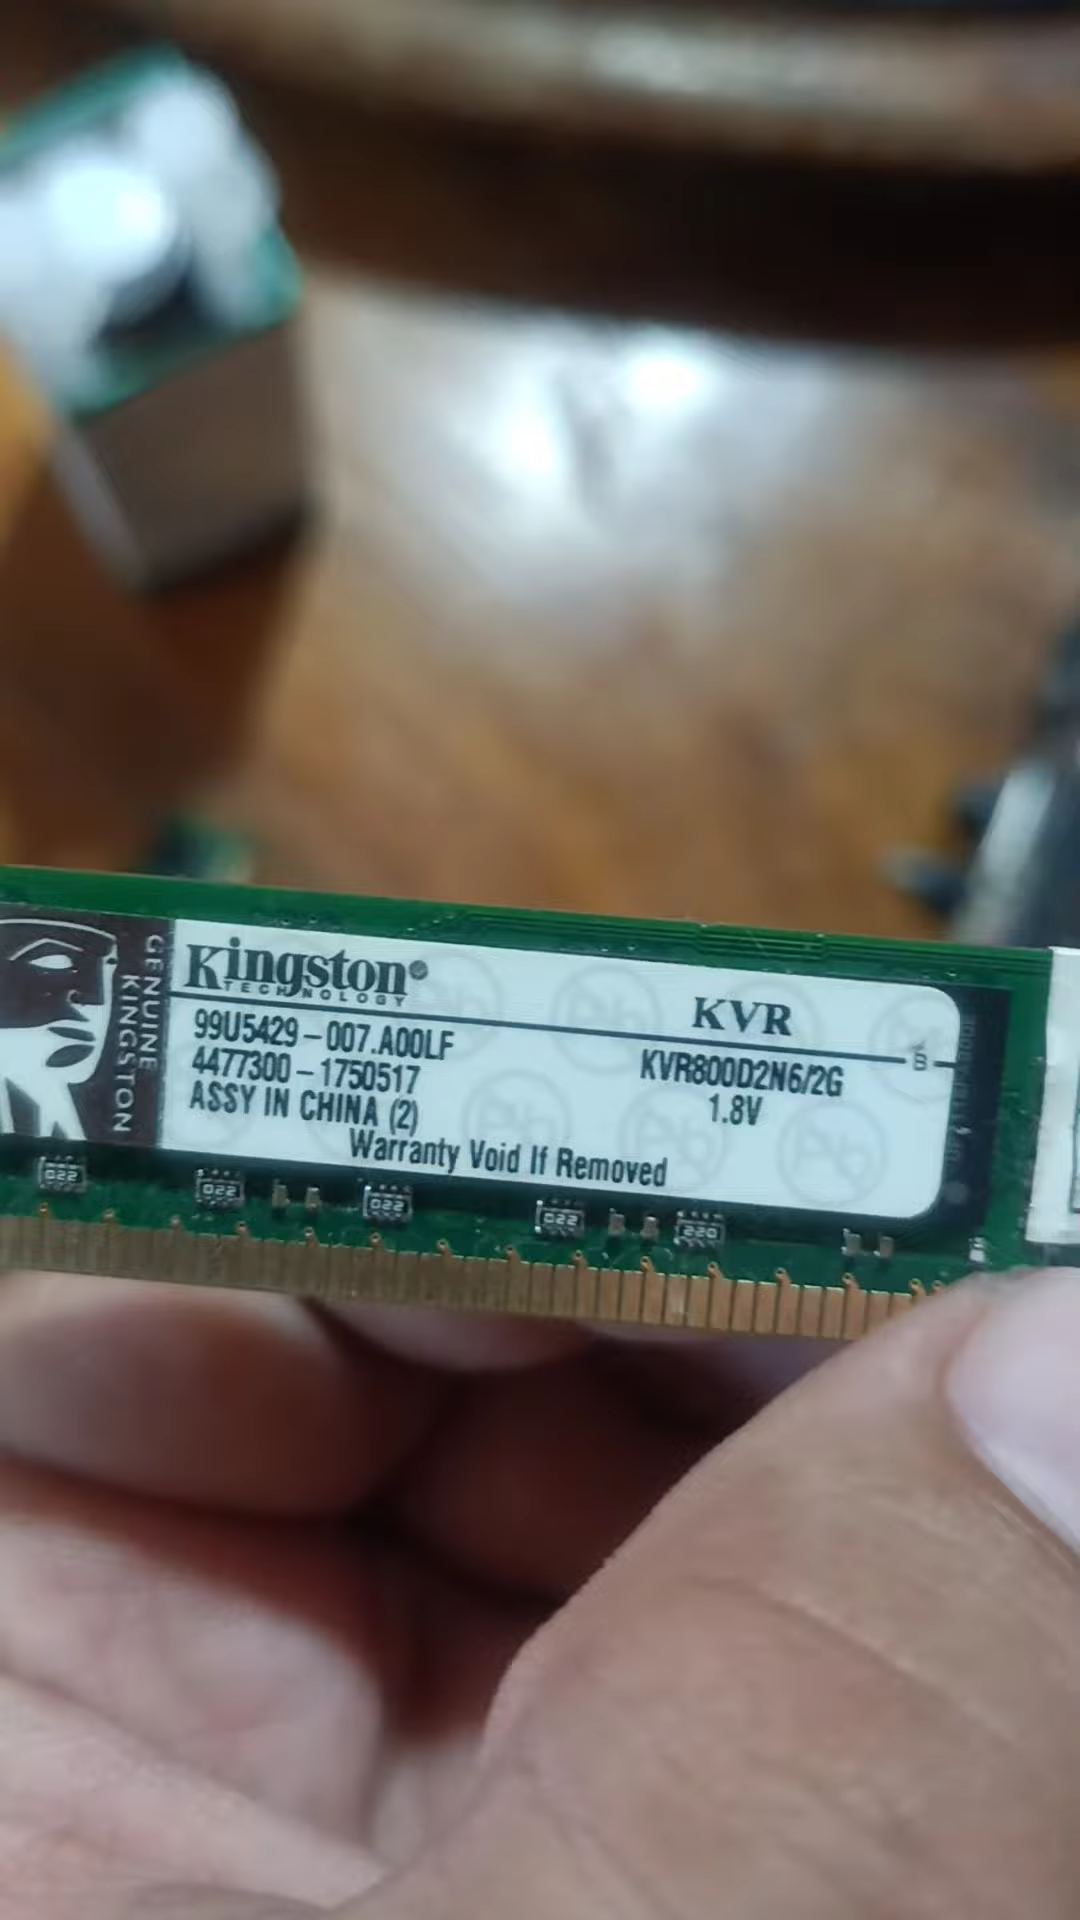 GENUINE
KINGSTON
Kingston®
TECHNOLOGY
KVR
99U5429-007.A00LF
KVR800D2N6/2G
4477300-1750517
1.8V
ASSY IN CHINA (2)
Warranty Void If Removed
022
022
022
022
220